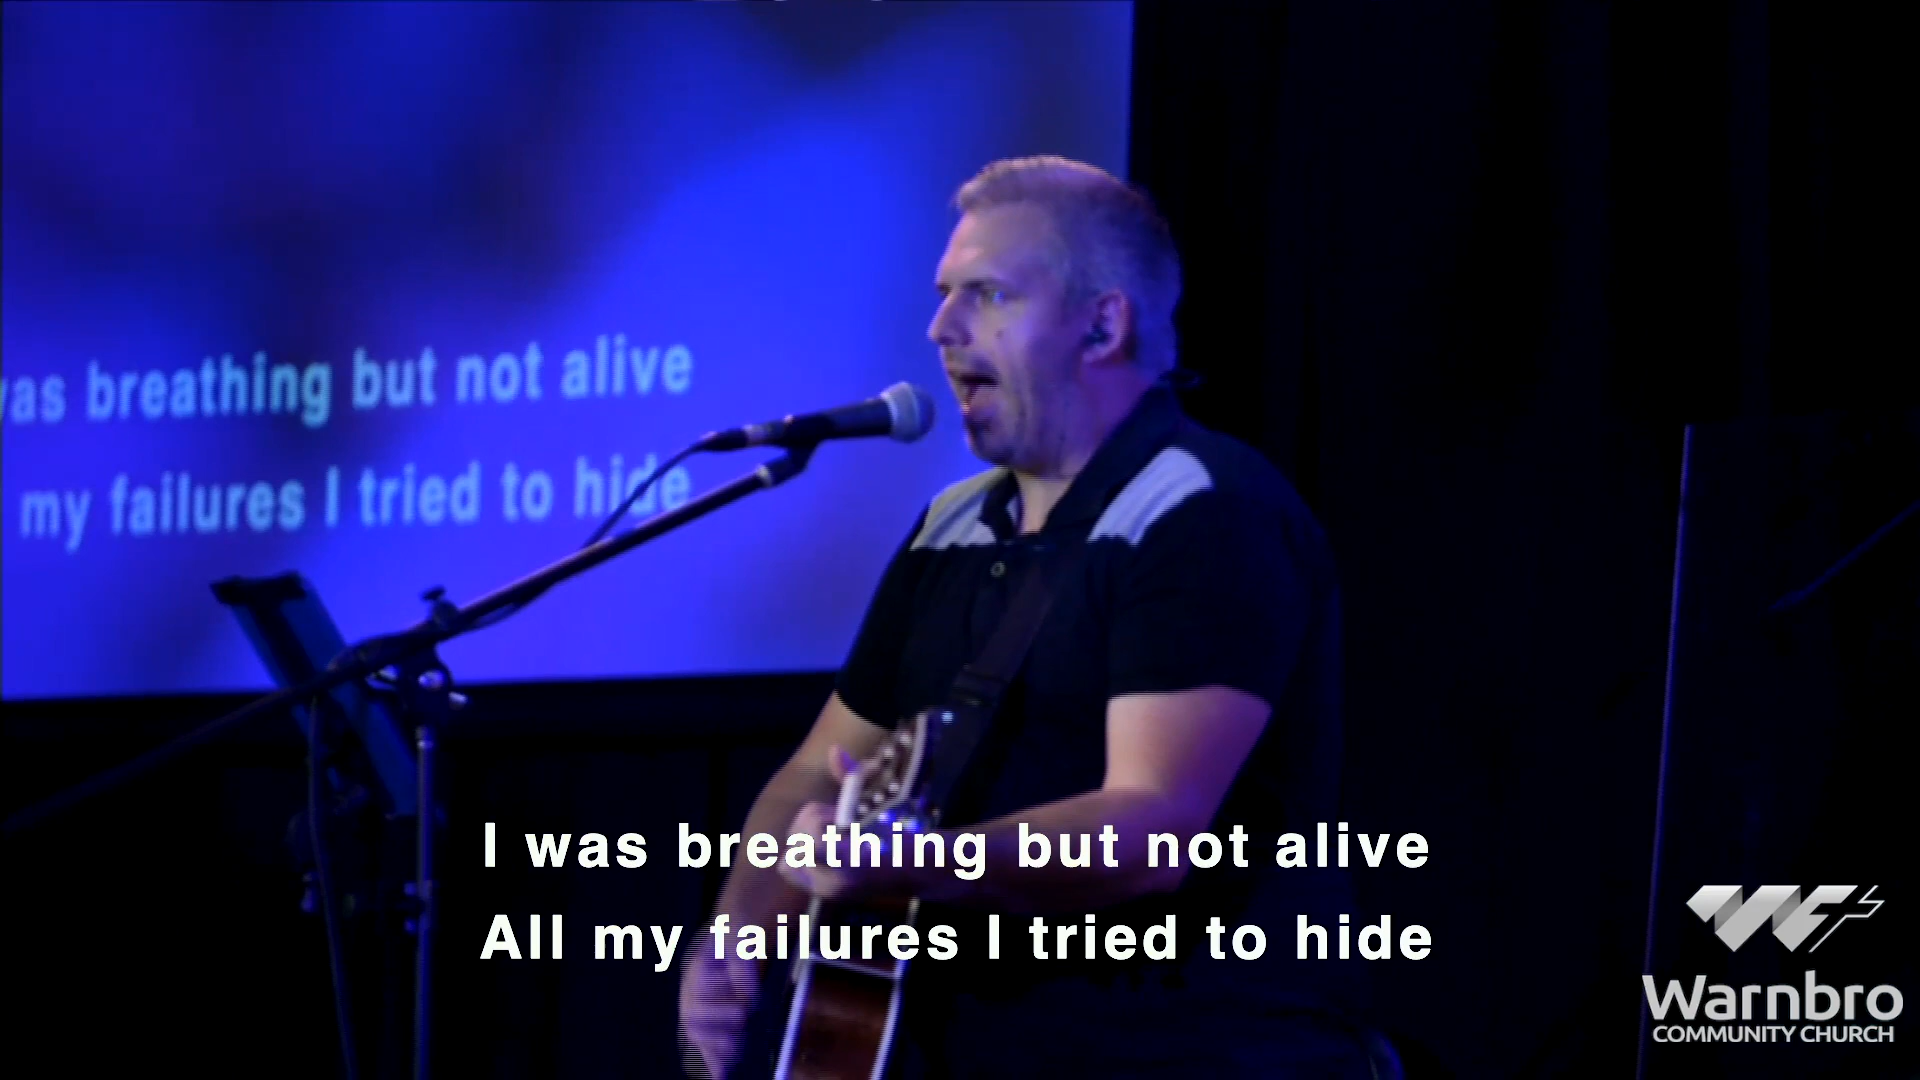 was breathing but not alive
my failures I tried to hide
I was breathing but not alive
All my failures I tried to hide
Warnbro
COMMUNITY CHURCH